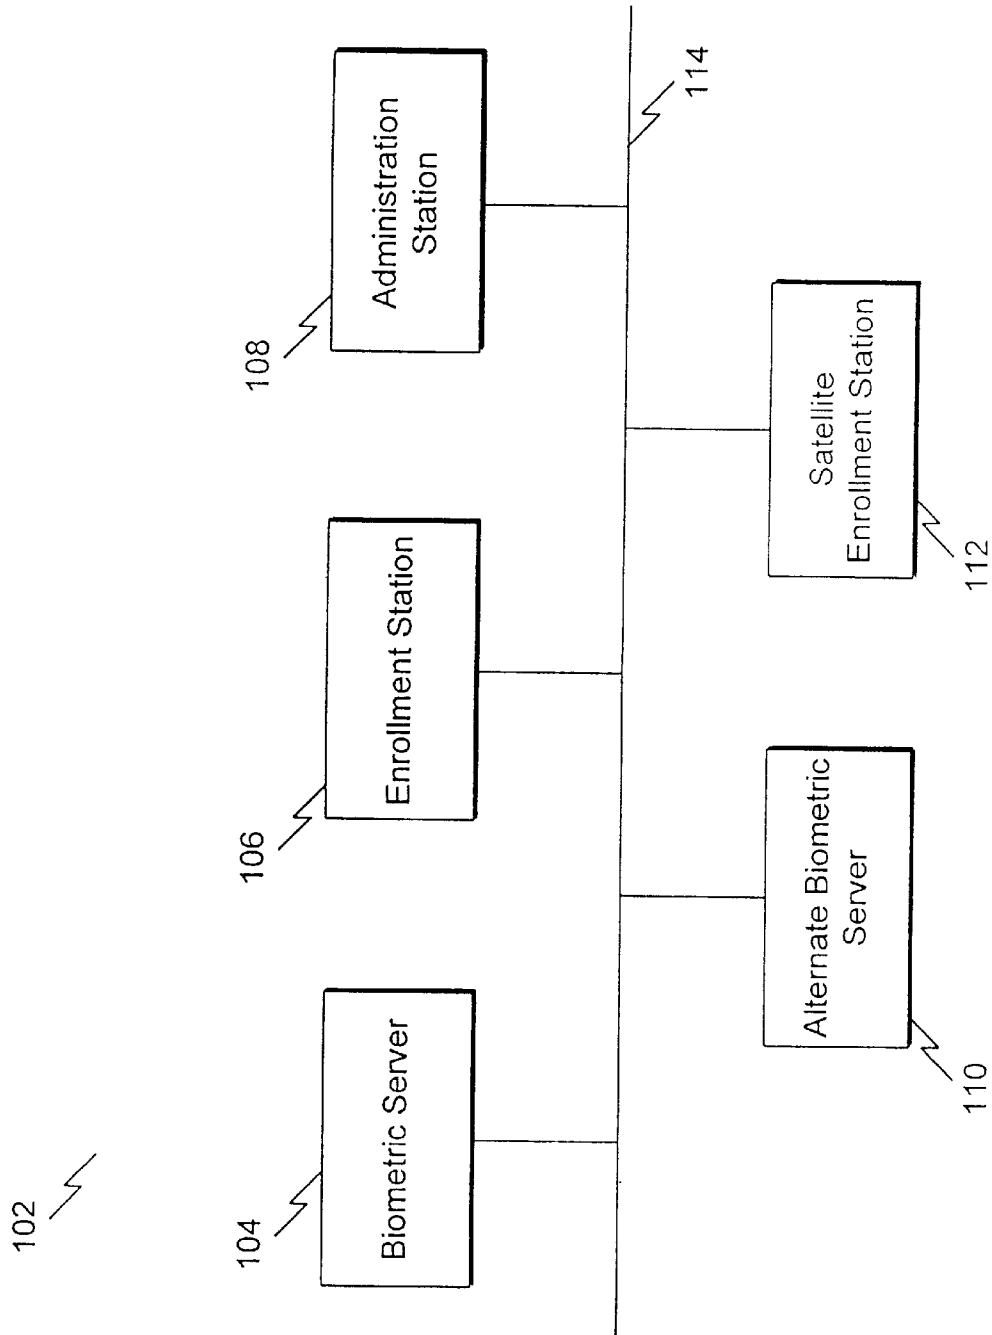 102
104
Biometric Server
106
Enrollment Station
108
Administration
Station
114
110
Alternate Biometric
Server
112
Satellite
Enrollment Station